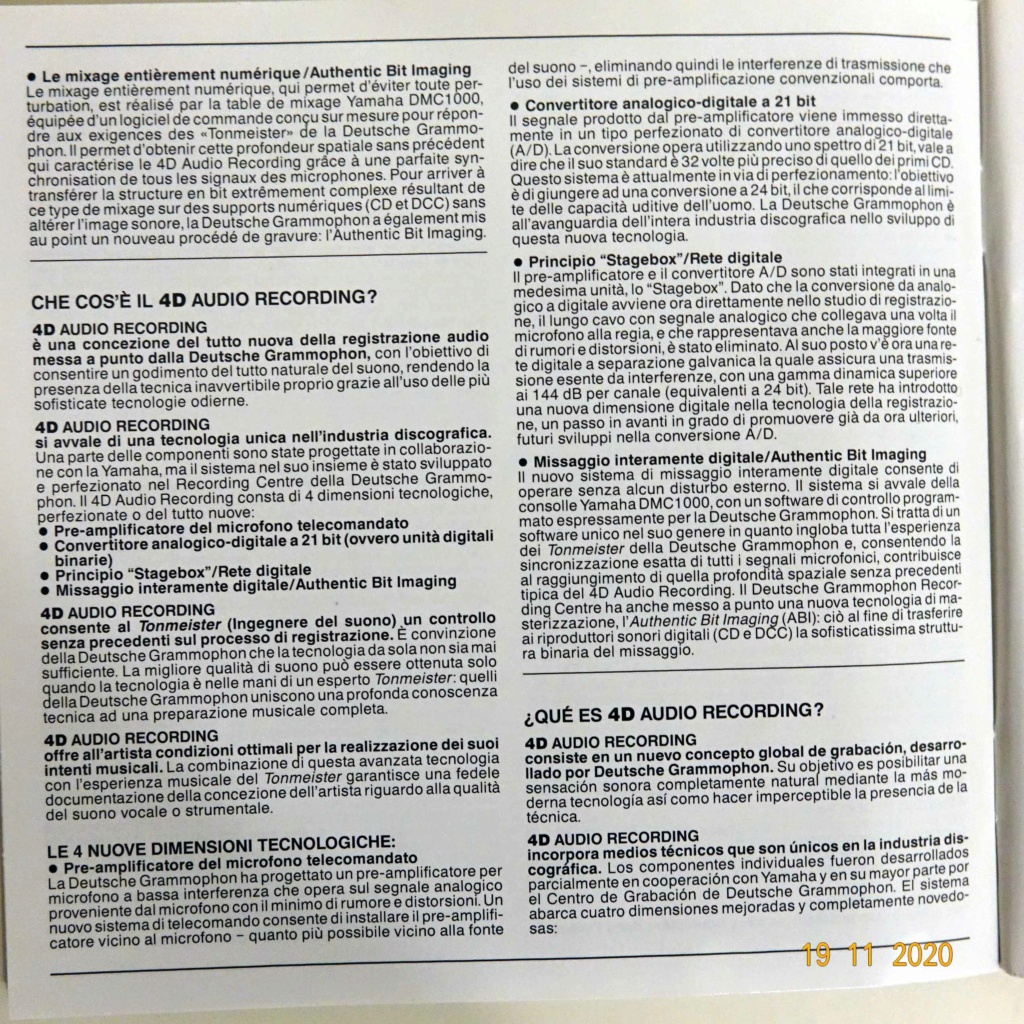 ● Le mixage entièrement numérique/Authentic Bit Imaging
Le mixage entièrement numérique, qui permet d'éviter toute per-
turbation, est réalisé par la table de mixage Yamaha DMC1000,
équipée d'un logiciel de commande conçu sur mesure pour répon-
dre aux exigences des «Tonmeister» de la Deutsche Grammo-
phon. Il permet d'obtenir cette profondeur spatiale sans précédent
qui caractérise le 4D Audio Recording grâce à une parfaite syn-
chronisation de tous les signaux des microphones. Pour arriver à
transférer la structure en bit extrêmement complexe résultant de
ce type de mixage sur des supports numériques (CD et DCC) sans
altérer l'image sonore, la Deutsche Grammophon a également mis
au point un nouveau procédé de gravure: l'Authentic Bit Imaging.
CHE COS'È IL 4D AUDIO RECORDING?
4D AUDIO RECORDING
è una concezione del tutto nuova della registrazione audio
messa a punto dalla Deutsche Grammophon, con l'obiettivo di
consentire un godimento del tutto naturale del suono, rendendo la
presenza della tecnica inavvertibile proprio grazie all'uso delle più
sofisticate tecnologie odierne.
4D AUDIO RECORDING
si avvale di una tecnologia unica nell'industria discografica.
Una parte delle componenti sono state progettate in collaborazio-
ne con la Yamaha, ma il sistema nel suo insieme è stato sviluppato
e perfezionato nel Recording Centre della Deutsche Grammo-
phon. Il 4D Audio Recording consta di 4 dimensioni tecnologiche,
perfezionate o del tutto nuove:
● Pre-amplificatore del microfono telecomandato
● Convertitore analogico-digitale a 21 bit (ovvero unità digitali
binarie)
● Principio "Stagebox"/Rete digitale
● Missaggio interamente digitale/Authentic Bit Imaging
4D AUDIO RECORDING
consente al Tonmeister (Ingegnere del suono) un controllo
senza precedenti sul processo di registrazione. È convinzione
della Deutsche Grammophon che la tecnologia da sola non sia mai
sufficiente. La migliore qualità di suono può essere ottenuta solo
quando la tecnologia è nelle mani di un esperto Tonmeister: quelli
della Deutsche Grammophon uniscono una profonda conoscenza
tecnica ad una preparazione musicale completa.
4D AUDIO RECORDING
offre all'artista condizioni ottimali per la realizzazione dei suoi
intenti musicali. La combinazione di questa avanzata tecnologia
con l'esperienza musicale del Tonmeister garantisce una fedele
documentazione della concezione dell'artista riguardo alla qualità
del suono vocale o strumentale.
LE 4 NUOVE DIMENSIONI TECNOLOGICHE:
● Pre-amplificatore del microfono telecomandato
La Deutsche Grammophon ha progettato un pre-amplificatore per
microfono a bassa interferenza che opera sul segnale analogico
proveniente dal microfono con il minimo di rumore e distorsioni. Un
nuovo sistema di telecomando consente di installare il pre-amplifi-
catore vicino al microfono – quanto più possibile vicino alla fonte
del suono –, eliminando quindi le interferenze di trasmissione che
l'uso dei sistemi di pre-amplificazione convenzionali comporta.
● Convertitore analogico-digitale a 21 bit
Il segnale prodotto dal pre-amplificatore viene immesso diretta-
mente in un tipo perfezionato di convertitore analogico-digitale
(A/D). La conversione opera utilizzando uno spettro di 21 bit, vale a
dire che il suo standard è 32 volte più preciso di quello dei primi CD.
Questo sistema è attualmente in via di perfezionamento: l'obiettivo
è di giungere ad una conversione a 24 bit, il che corrisponde al limi-
te delle capacità uditive dell'uomo. La Deutsche Grammophon è
all'avanguardia dell'intera industria discografica nello sviluppo di
questa nuova tecnologia.
● Principio "Stagebox"/Rete digitale
Il pre-amplificatore e il convertitore A/D sono stati integrati in una
medesima unità, lo "Stagebox". Dato che la conversione da analo-
gico a digitale avviene ora direttamente nello studio di registrazio-
ne, il lungo cavo con segnale analogico che collegava una volta il
microfono alla regia, e che rappresentava anche la maggiore fonte
di rumori e distorsioni, è stato eliminato. Al suo posto v'è ora una re-
te digitale a separazione galvanica la quale assicura una trasmis-
sione esente da interferenze, con una gamma dinamica superiore
ai 144 dB per canale (equivalenti a 24 bit). Tale rete ha introdotto
una nuova dimensione digitale nella tecnologia della registrazio-
ne, un passo in avanti in grado di promuovere già da ora ulteriori,
futuri sviluppi nella conversione A/D.
● Missaggio interamente digitale/Authentic Bit Imaging
Il nuovo sistema di missaggio interamente digitale consente di
operare senza alcun disturbo esterno. Il sistema si avvale della
consolle Yamaha DMC1000, con un software di controllo program-
mato espressamente per la Deutsche Grammophon. Si tratta di un
software unico nel suo genere in quanto ingloba tutta l'esperienza
dei Tonmeister della Deutsche Grammophon e, consentendo la
sincronizzazione esatta di tutti i segnali microfonici, contribuisce
al raggiungimento di quella profondità spaziale senza precedenti
tipica del 4D Audio Recording. Il Deutsche Grammophon Recor-
ding Centre ha anche messo a punto una nuova tecnologia di ma-
sterizzazione, l'Authentic Bit Imaging (ABI): ciò al fine di trasferire
ai riproduttori sonori digitali (CD e DCC) la sofisticatissima struttu-
ra binaria del missaggio.
¿QUÉ ES 4D AUDIO RECORDING?
4D AUDIO RECORDING
consiste en un nuevo concepto global de grabación, desarro-
llado por Deutsche Grammophon. Su objetivo es posibilitar una
sensación sonora completamente natural mediante la más mo-
derna tecnología así como hacer imperceptible la presencia de la
técnica.
4D AUDIO RECORDING
incorpora medios técnicos que son únicos en la industria dis-
cográfica. Los componentes individuales fueron desarrollados
parcialmente en cooperación con Yamaha y en su mayor parte por
el Centro de Grabación de Deutsche Grammophon. El sistema
abarca cuatro dimensiones mejoradas y completamente novedo-
sas:
19 11 2020